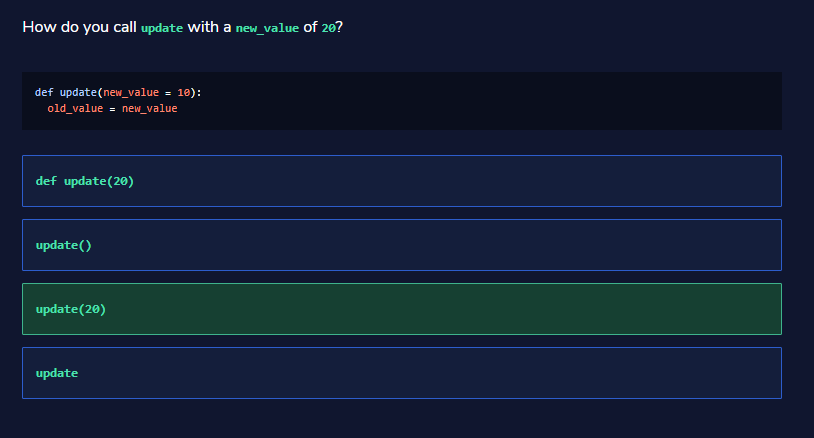 How do you call update with a new_value of 20?
def update(new_value = 10):
  old_value = new_value
def update(20)
update()
update(20)
update